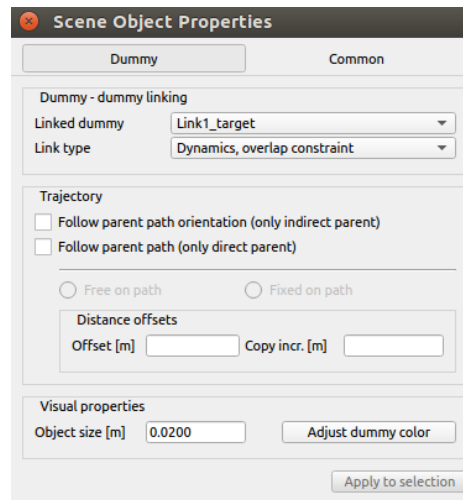 Scene Object Properties
Dummy Common
Dummy - dummy linking
Linked dummy Link1_target
Link type Dynamics, overlap constraint
Trajectory
Follow parent path orientation (only indirect parent)
Follow parent path (only direct parent)
Free on path Fixed on path
Distance offsets
Offset [m] Copy incr. [m]
Visual properties
Object size [m] 0.0200 Adjust dummy color
Apply to selection